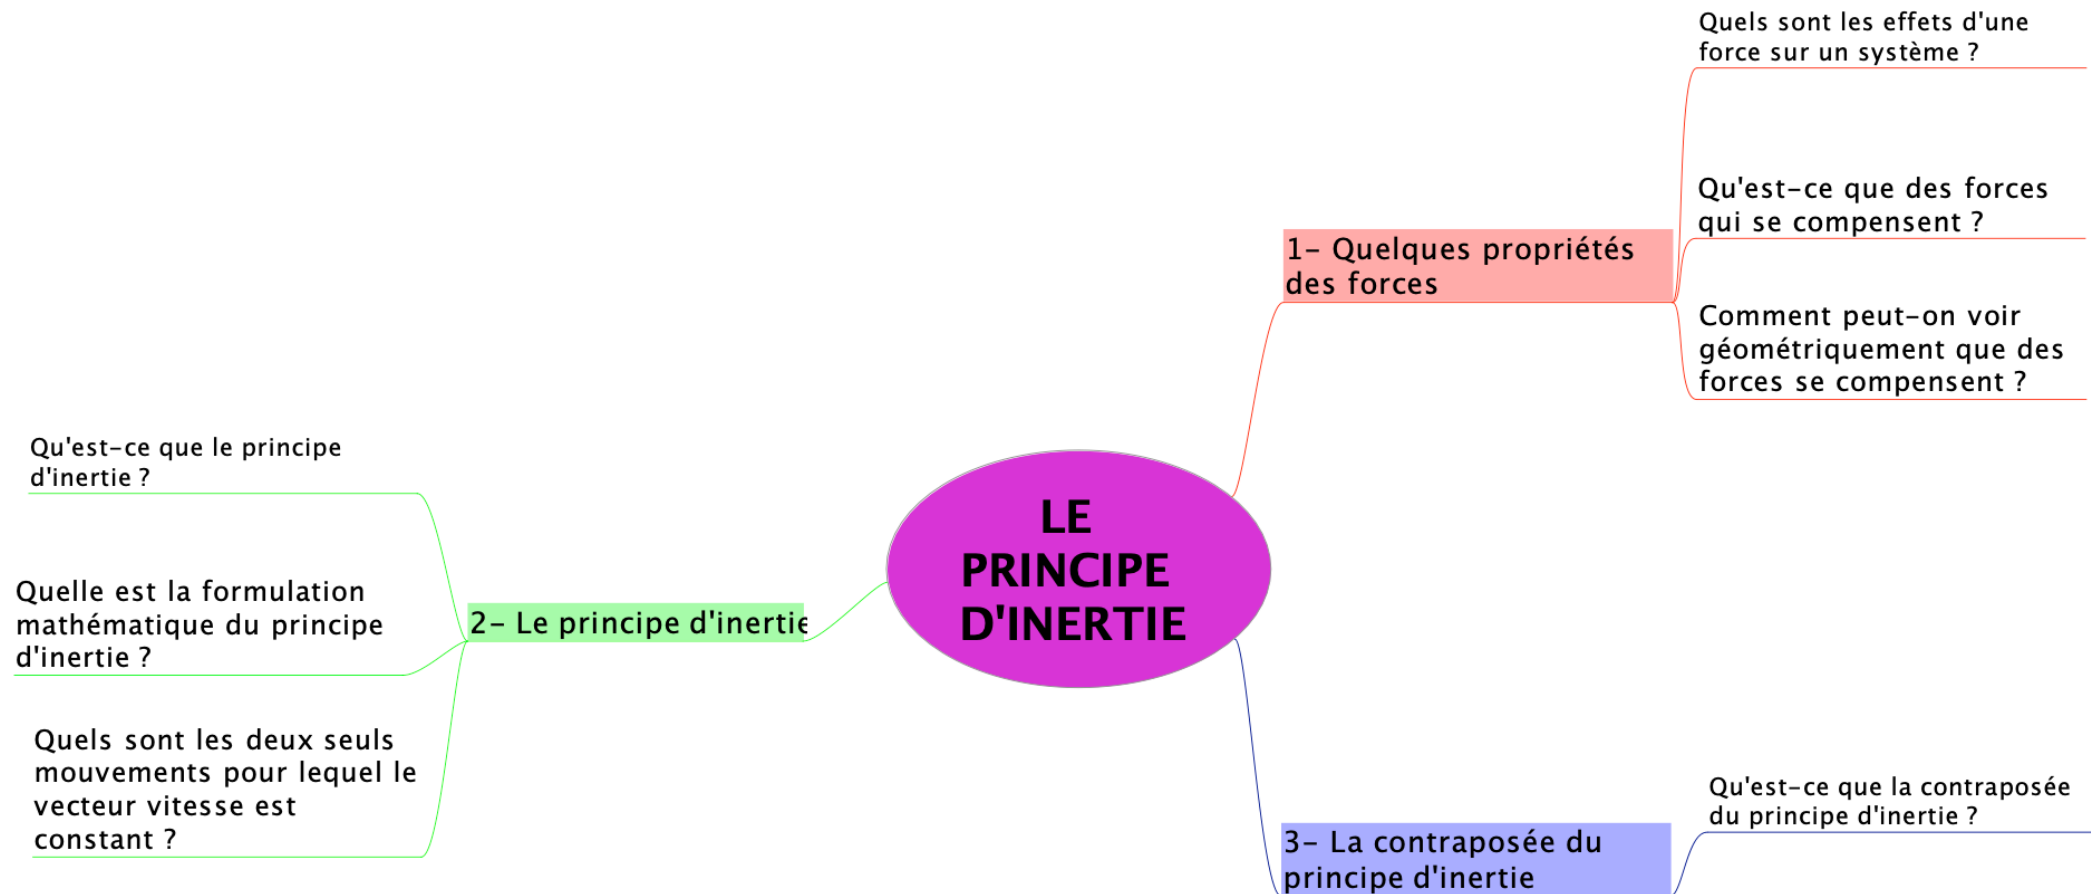 LE
PRINCIPE
D'INERTIE
1– Quelques propriétés
des forces
Quels sont les effets d'une
force sur un système ?
Qu'est–ce que des forces
qui se compensent ?
Comment peut–on voir
géométriquement que des
forces se compensent ?
2– Le principe d'inertie
Qu'est–ce que le principe
d'inertie ?
Quelle est la formulation
mathématique du principe
d'inertie ?
Quels sont les deux seuls
mouvements pour lequel le
vecteur vitesse est
constant ?
3– La contraposée du
principe d'inertie
Qu'est–ce que la contraposée
du principe d'inertie ?